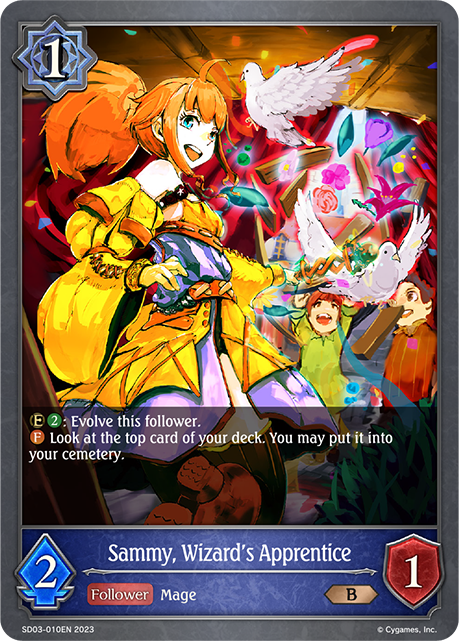 1
E 2 : Evolve this follower.
F Look at the top card of your deck. You may put it into
your cemetery.
Sammy, Wizard's Apprentice
2
Follower Mage
B
1
SD03-010EN 2023
© Cygames, Inc.